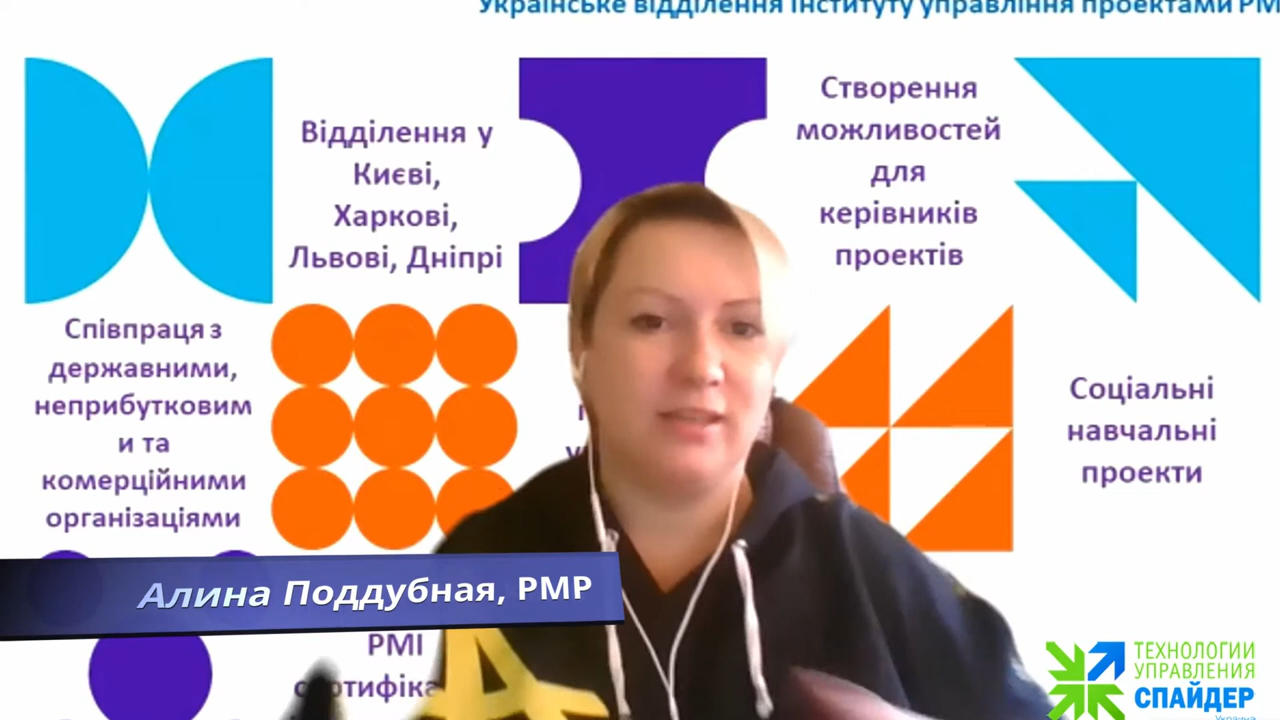 Українське відділення інституту управління проектами
Відділення у
Києві,
Харкові,
Львові, Дніпрі
Створення
можливостей
для
керівників
проектів
Співпраця з
державними,
неприбутковим
и та
комерційними
організаціями
Соціальні
навчальні
проекти
Алина Поддубная, PMP
PMI
ТЕХНОЛОГИИ
УПРАВЛЕНИЯ
СПАЙДЕР
Украина